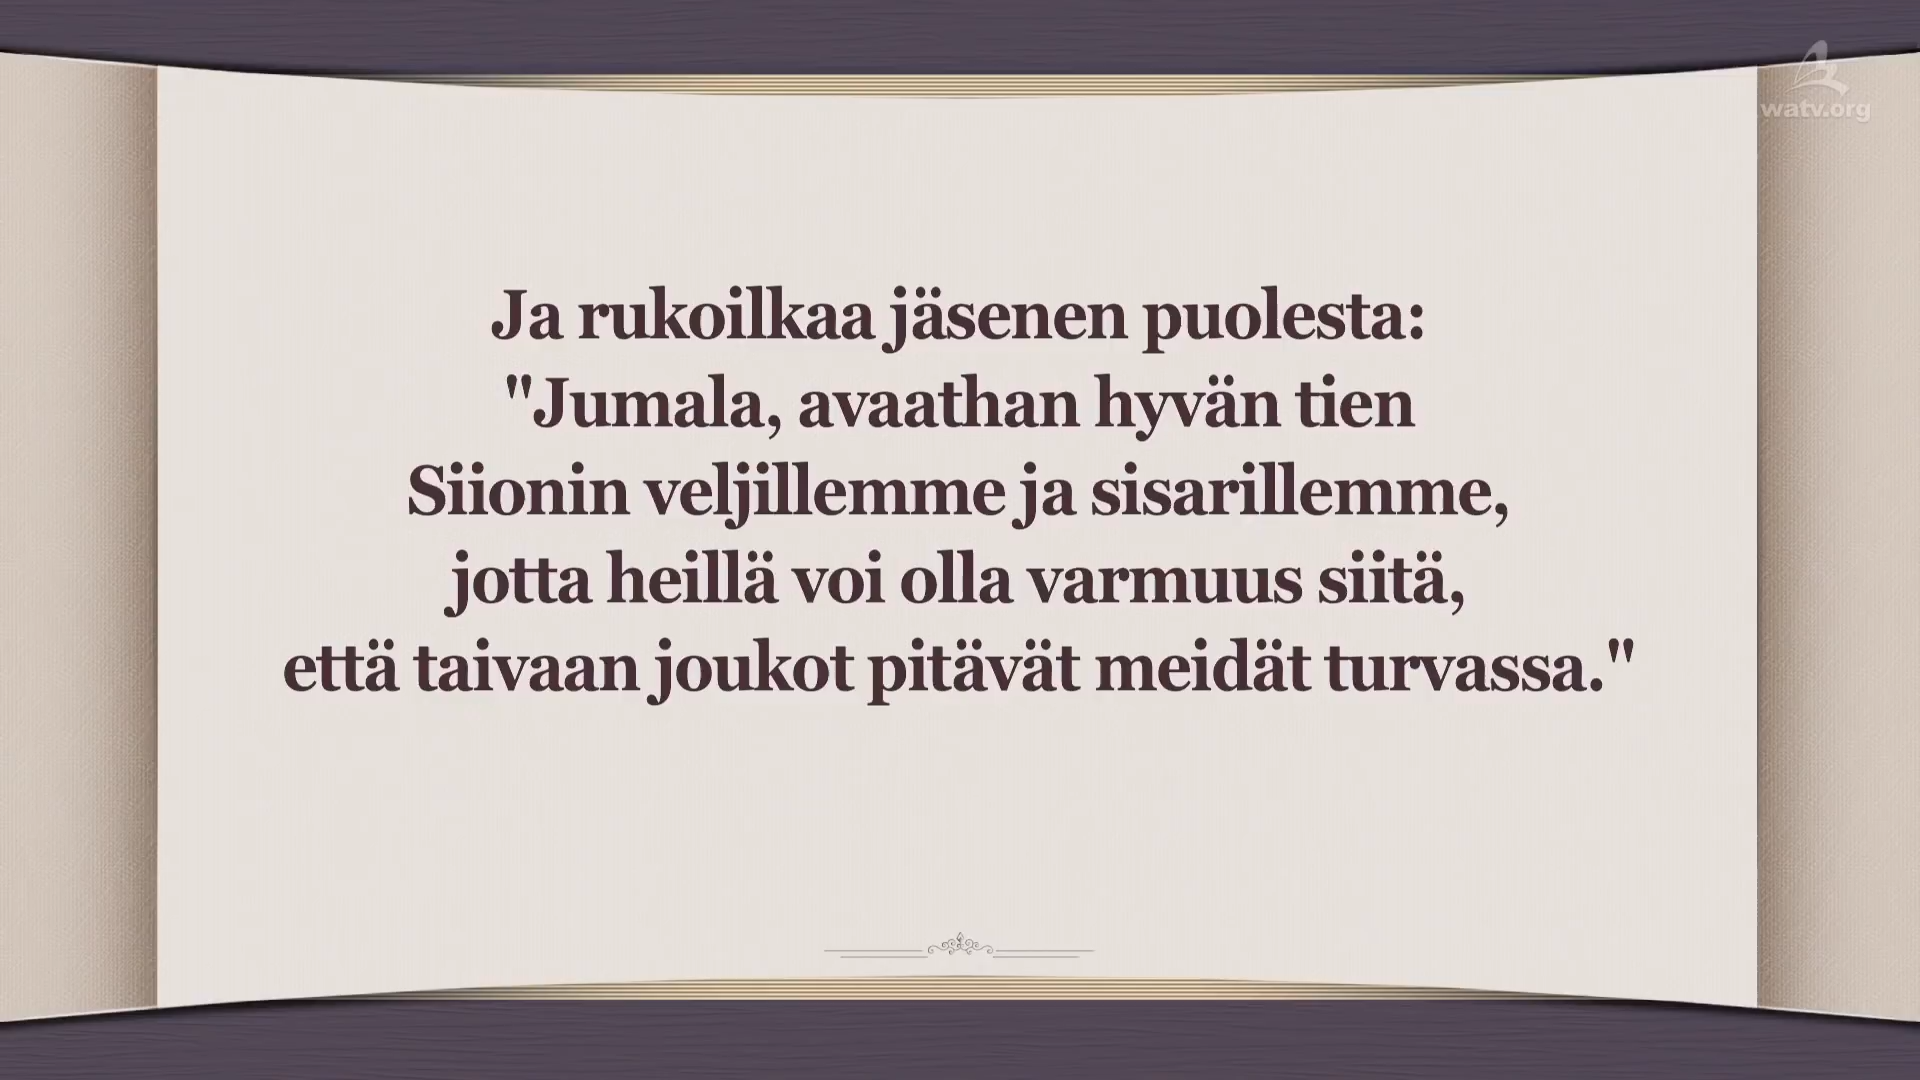 watv.org
Ja rukoilkaa jäsenen puolesta:
"Jumala, avaathan hyvän tien
Siionin veljillemme ja sisarillemme,
jotta heillä voi olla varmuus siitä,
että taivaan joukot pitävät meidät turvassa."